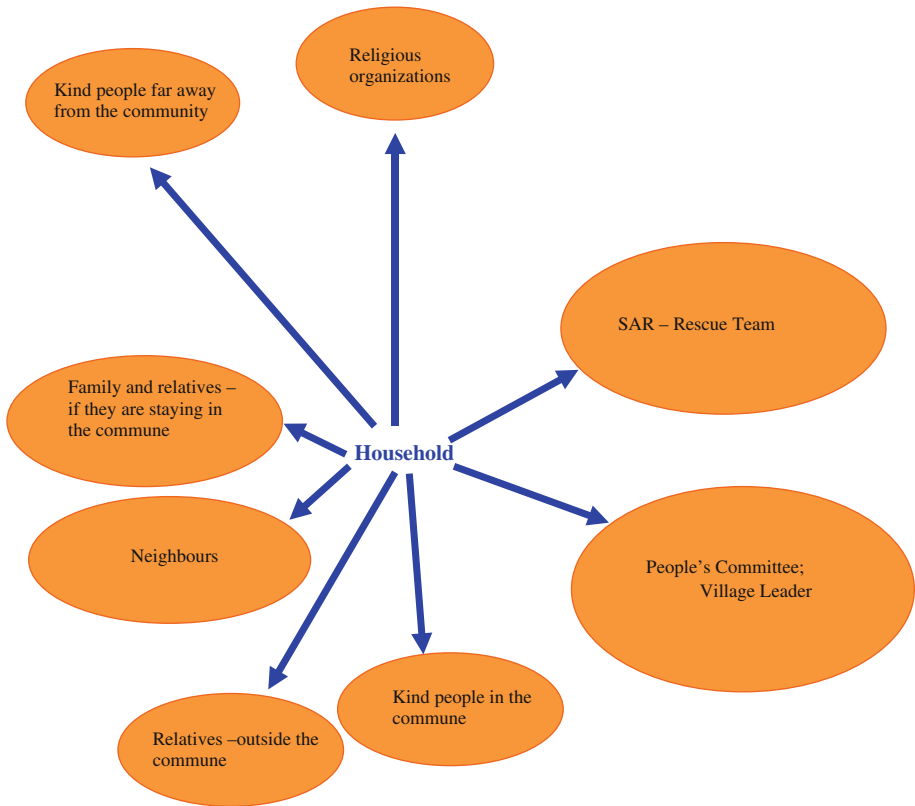 Religious
organizations
Kind people far away
from the community
SAR – Rescue Team
Family and relatives –
if they are staying in
the commune
Household
Neighbours
People’s Committee;
Village Leader
Kind people in the
commune
Relatives –outside the
commune